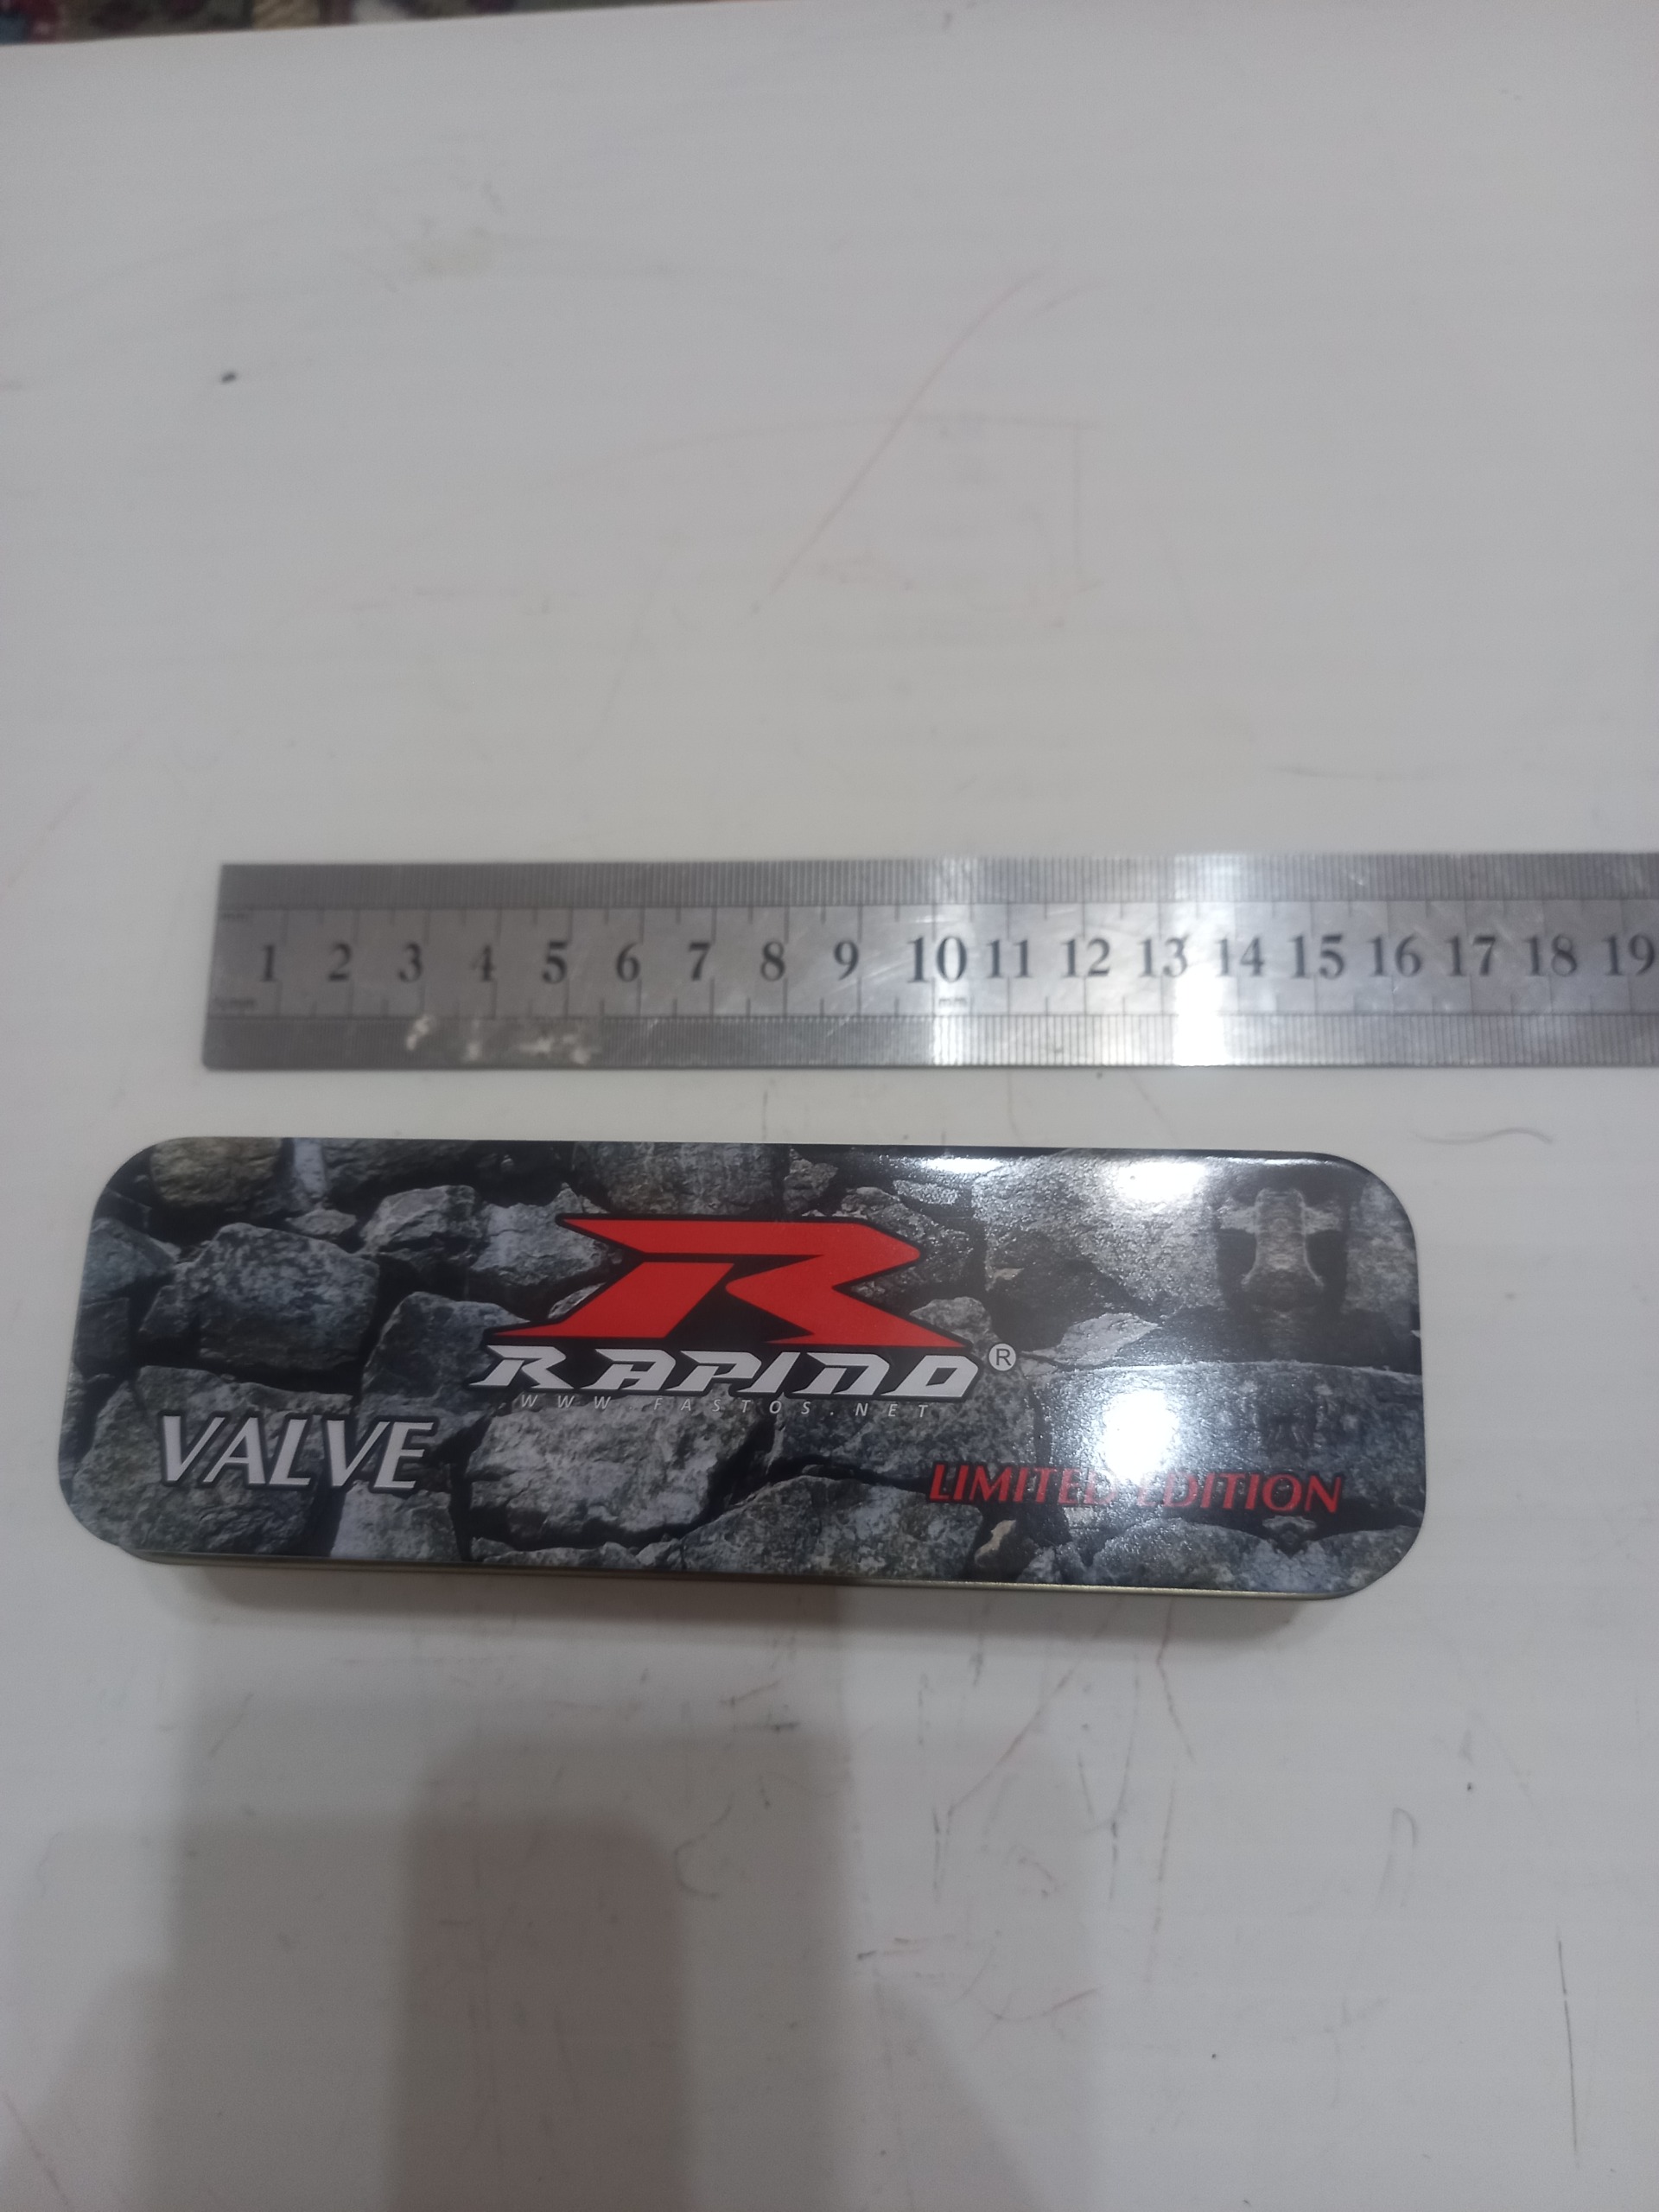 1 2 3 4 5 6 7 8 9 10 11 12 13 14 15 16 17 18 19
mm
R
RAPIDO®
WWW.FASTOS.NET
VALVE
LIMITED EDITION